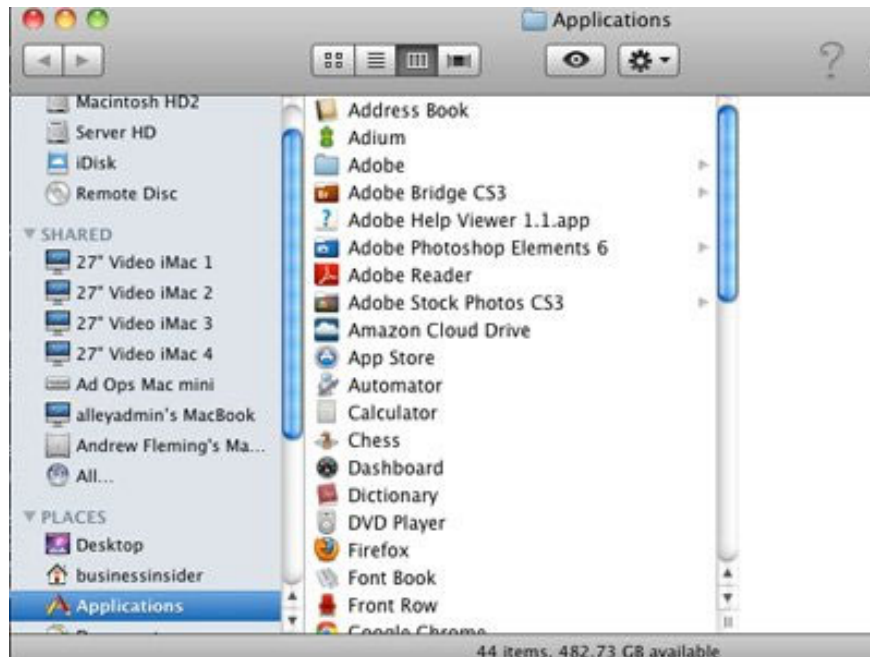 Applications
Macintosh HD2
Server HD
iDisk
Remote Disc
SHARED
27" Video iMac 1
27" Video iMac 2
27" Video iMac 3
27" Video iMac 4
Ad Ops Mac mini
alleyadmin's MacBook
Andrew Fleming's Ma...
All...
PLACES
Desktop
businessinsider
Applications
Address Book
Adium
Adobe
Adobe Bridge CS3
Adobe Help Viewer 1.1.app
Adobe Photoshop Elements 6
Adobe Reader
Adobe Stock Photos CS3
Amazon Cloud Drive
App Store
Automator
Calculator
Chess
Dashboard
Dictionary
DVD Player
Firefox
Font Book
Front Row
Google Chrome
44 items, 482.73 GB available